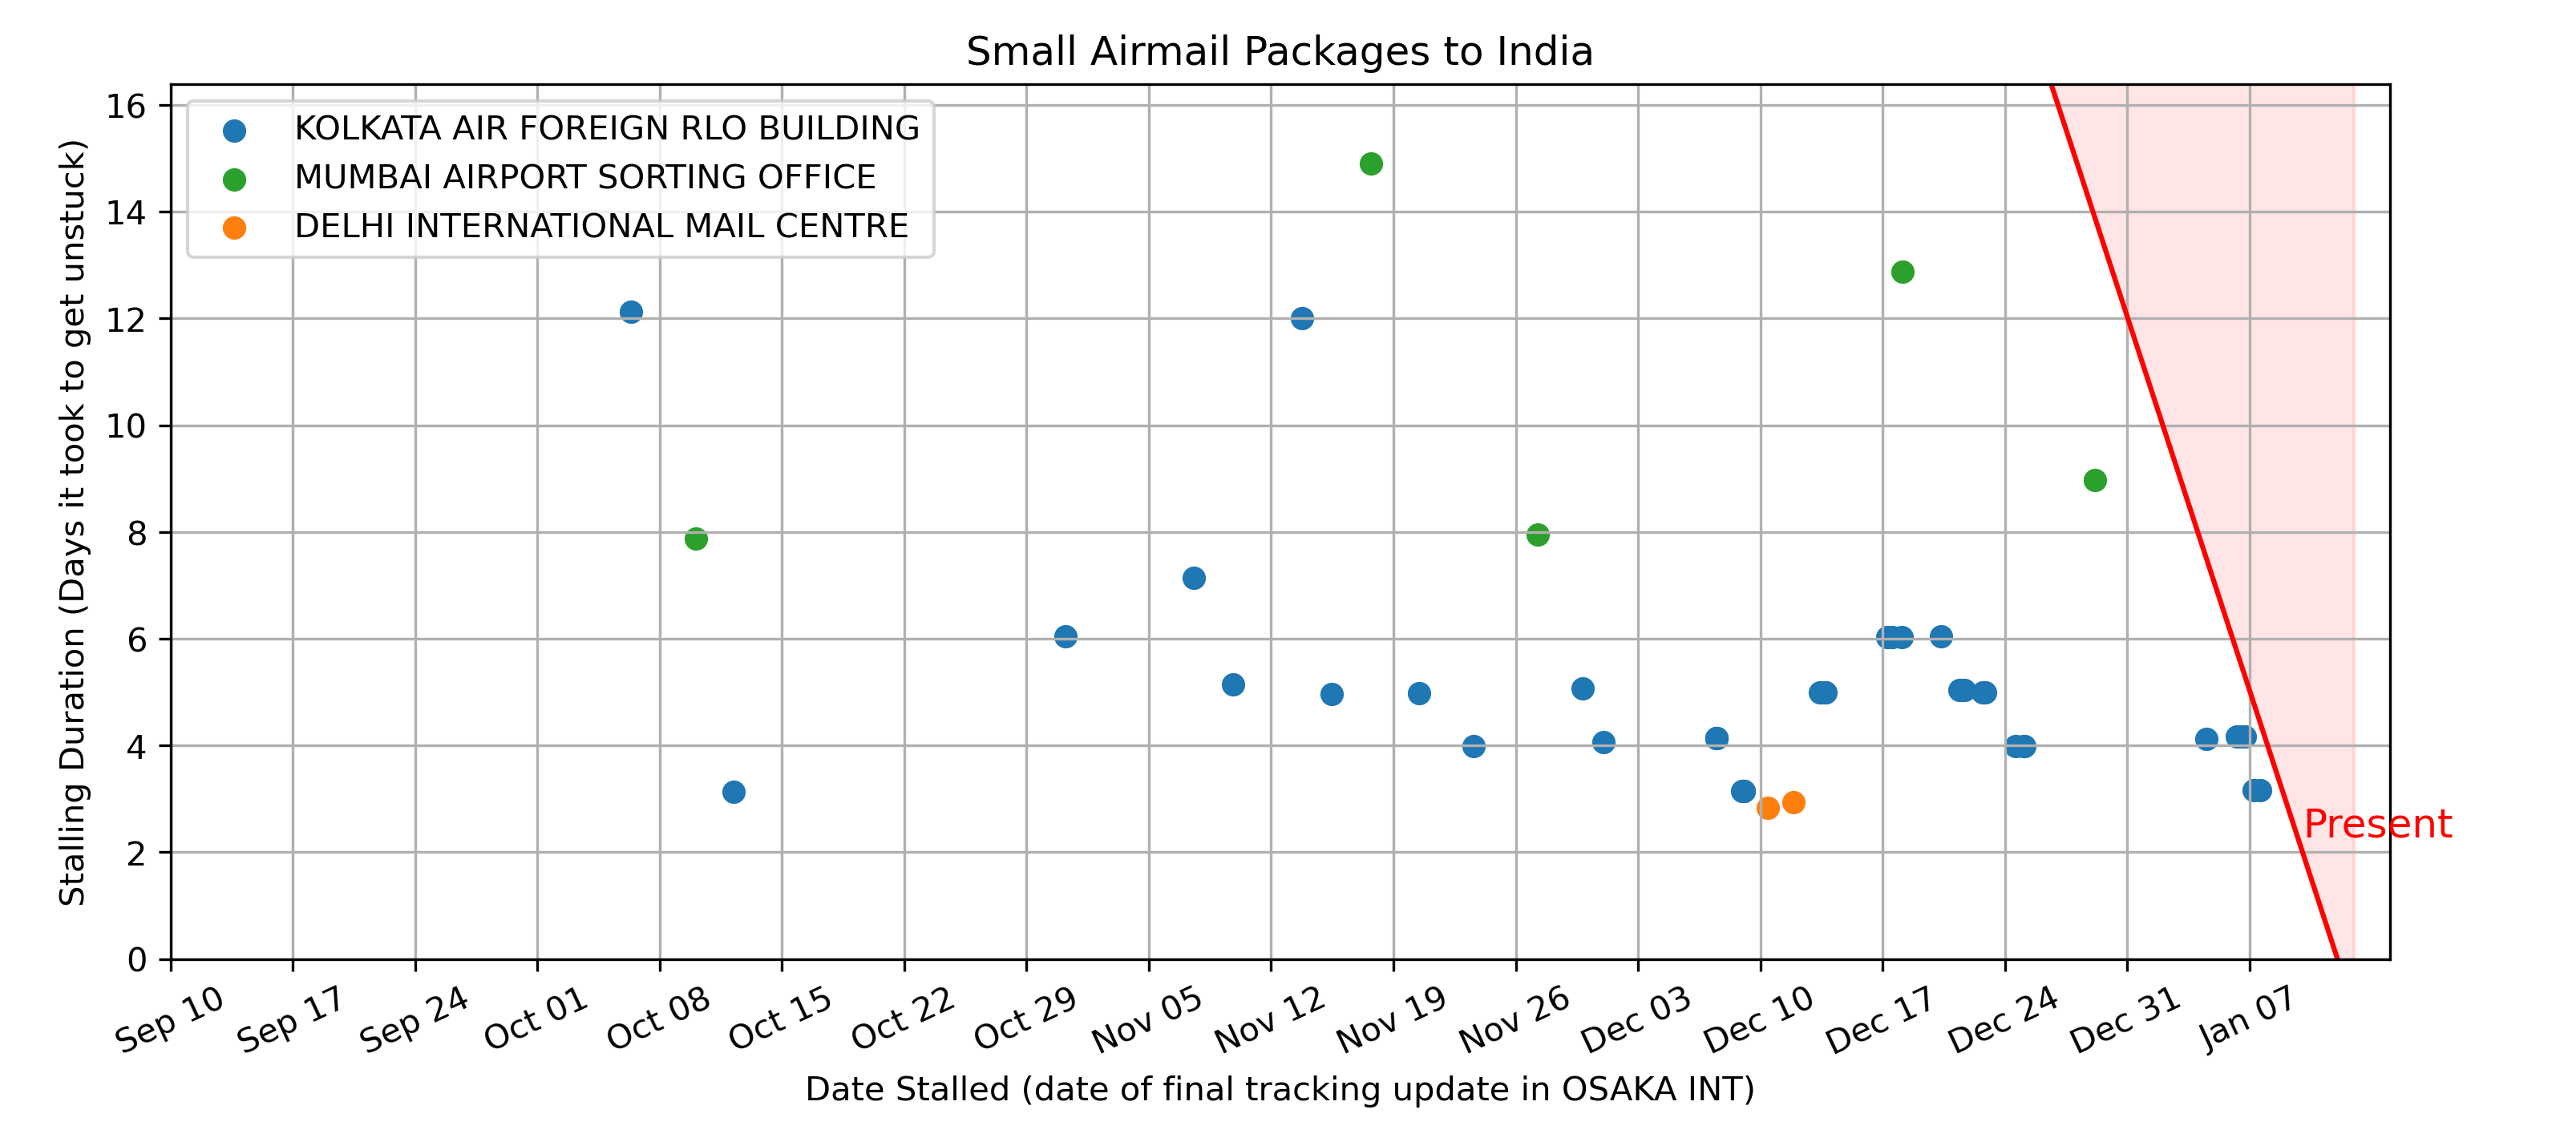 Small Airmail Packages to India
KOLKATA AIR FOREIGN RLO BUILDING
MUMBAI AIRPORT SORTING OFFICE
DELHI INTERNATIONAL MAIL CENTRE
Stalling Duration (Days it took to get unstuck)
16
14
12
10
8
6
4
2
0
Present
Sep 10
Sep 17
Sep 24
Oct 01
Oct 08
Oct 15
Oct 22
Oct 29
Nov 05
Nov 12
Nov 19
Nov 26
Dec 03
Dec 10
Dec 17
Dec 24
Dec 31
Jan 07
Date Stalled (date of final tracking update in OSAKA INT)